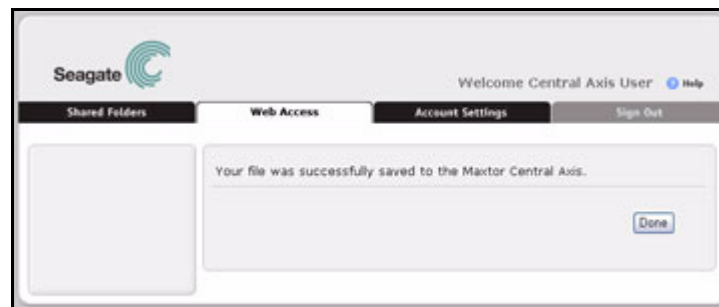 Seagate
Welcome Central Axis User Help
Shared Folders Web Access Account Settings Sign Out
Your file was successfully saved to the Maxtor Central Axis.
Done